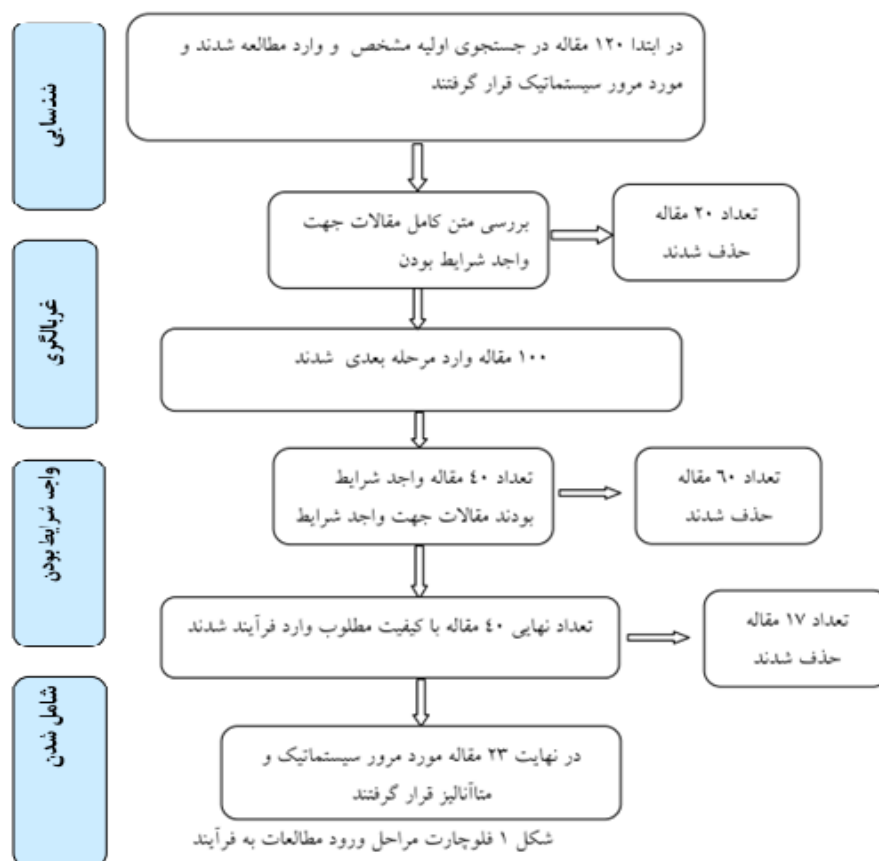 شناسایی
در ابتدا ۱۲۰ مقاله در جستجوی اولیه مشخص و وارد مطالعه شدند و
مورد مرور سیستماتیک قرار گرفتند
بررسی متن کامل مقالات جهت
واجد شرایط بودن
تعداد ۲۰ مقاله
حذف شدند
غربالگری
۱۰۰ مقاله وارد مرحله بعدی شدند
واجد شرایط بودن
تعداد ٤٠ مقاله واجد شرایط
بودند مقالات جهت واجد شرایط
تعداد ٦٠ مقاله
حذف شدند
تعداد نهایی ٤٠ مقاله با کیفیت مطلوب وارد فرآیند شدند
تعداد ۱۷ مقاله
حذف شدند
شامل شدن
در نهایت ۲۳ مقاله مورد مرور سیستماتیک و
متاآنالیز قرار گرفتند
شکل ۱ فلوچارت مراحل ورود مطالعات به فرآیند